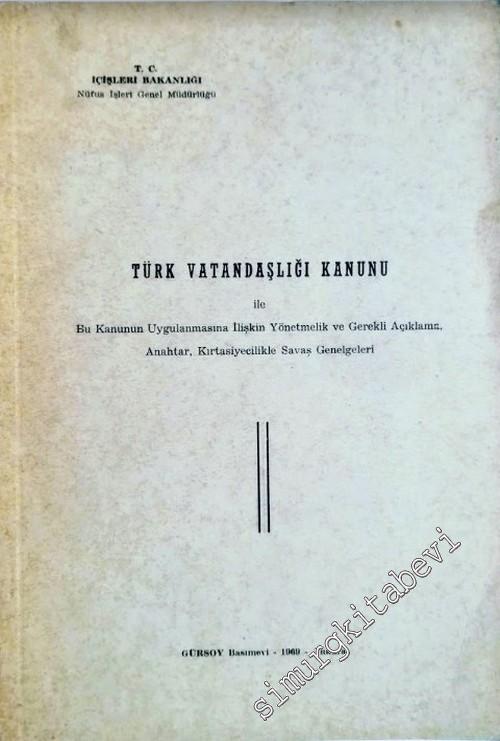 T. C.
İÇİŞLERİ BAKANLIĞI
Nüfus İşleri Genel Müdürlüğü
TÜRK VATANDAŞLIĞI KANUNU
ile
Bu Kanunun Uygulanmasına İlişkin Yönetmelik ve Gerekli Açıklama,
Anahtar, Kırtasiyecilikle Savaş Genelgeleri
GÜRSOY Basımevi - 1969 - Ankara
simurgkitabevi